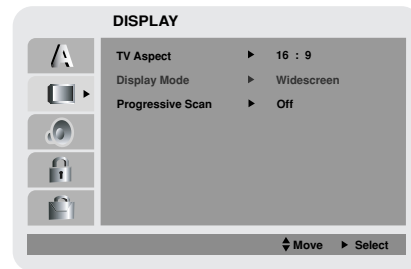 DISPLAY
A
TV Aspect ▶ 16 : 9
Display Mode ▶ Widescreen
Progressive Scan ▶ Off
Move ▶ Select